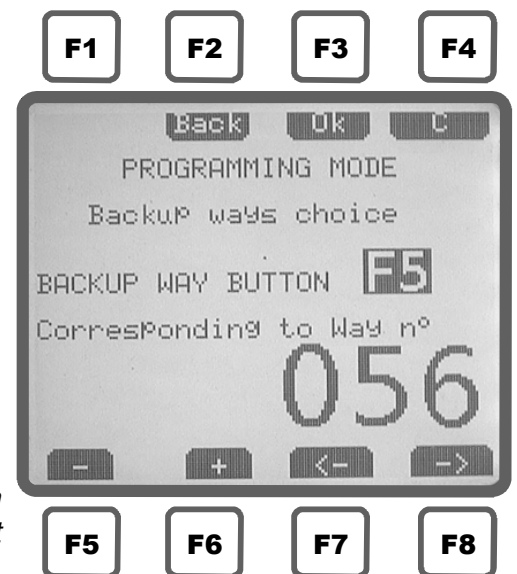 F1 F2 F3 F4
Back Ok C
PROGRAMMING MODE
Backup ways choice
BACKUP WAY BUTTON F5
Corresponding to Way nº
056
- + <- ->
F5 F6 F7 F8